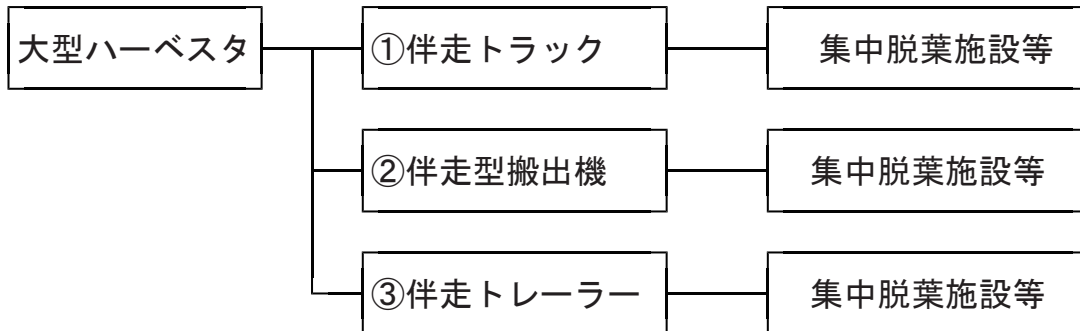 大型ハーベスタ
①伴走トラック
集中脱葉施設等
②伴走型搬出機
集中脱葉施設等
③伴走トレーラー
集中脱葉施設等